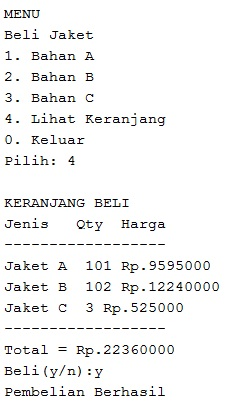 MENU
Beli Jaket
1. Bahan A
2. Bahan B
3. Bahan C
4. Lihat Keranjang
0. Keluar
Pilih: 4

KERANJANG BELI
Jenis   Qty  Harga
------------------
Jaket A  101 Rp.9595000
Jaket B  102 Rp.12240000
Jaket C  3 Rp.525000
------------------
Total = Rp.22360000
Beli(y/n):y
Pembelian Berhasil